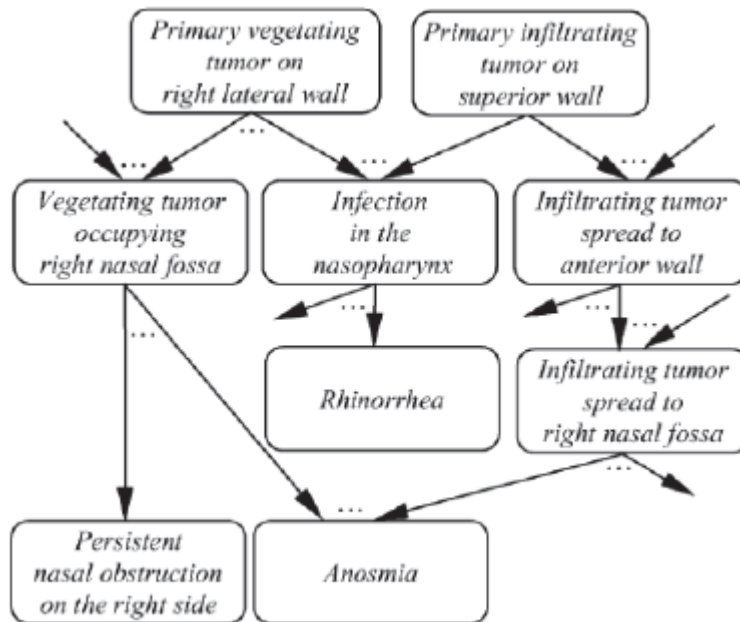 Primary vegetating
tumor on
right lateral wall
Primary infiltrating
tumor on
superior wall
...
...
...
...
Vegetating tumor
occupying
right nasal fossa
Infection
in the
nasopharynx
Infiltrating tumor
spread to
anterior wall
...
...
...
...
Rhinorrhea
Infiltrating tumor
spread to
right nasal fossa
...
...
Persistent
nasal obstruction
on the right side
Anosmia